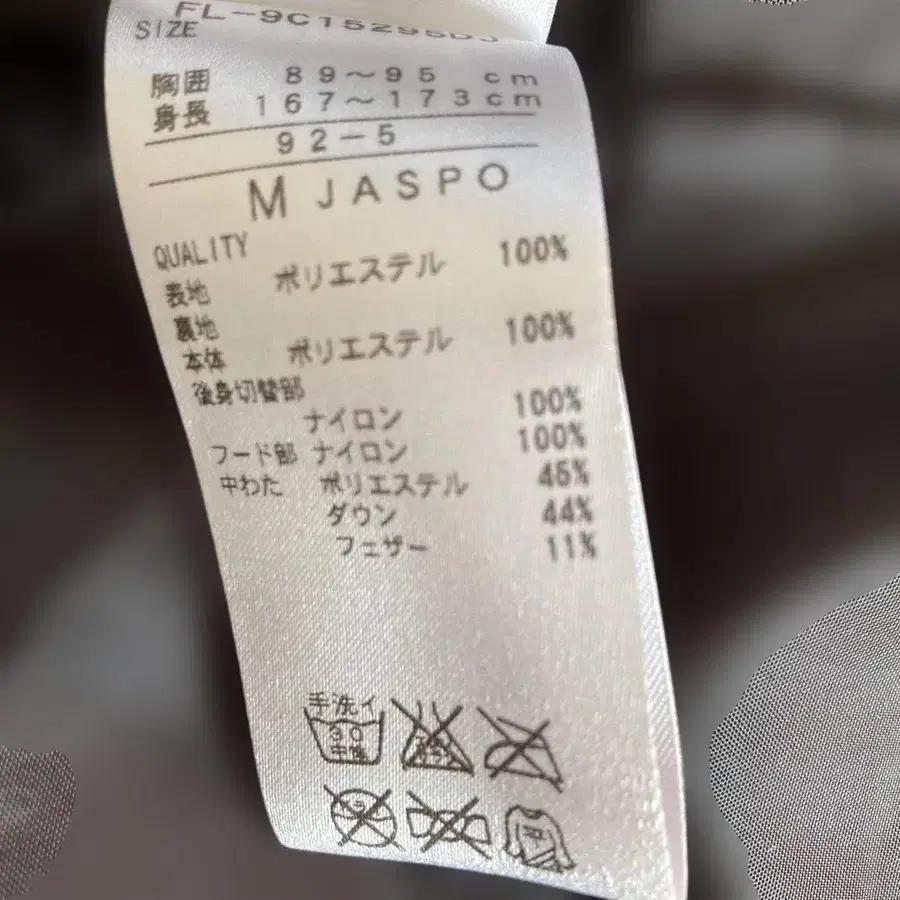 FL-9C15295DJ
SIZE
胸囲 89～95 cm
身長 167～173cm
92-5
M JASPO
QUALITY
表地 ポリエステル 100%
裏地
本体 ポリエステル 100%
後身切替部
ナイロン 100%
フード部 ナイロン 100%
中わた ポリエステル 45%
ダウン 44%
フェザー 11%
手洗イ
30
中性